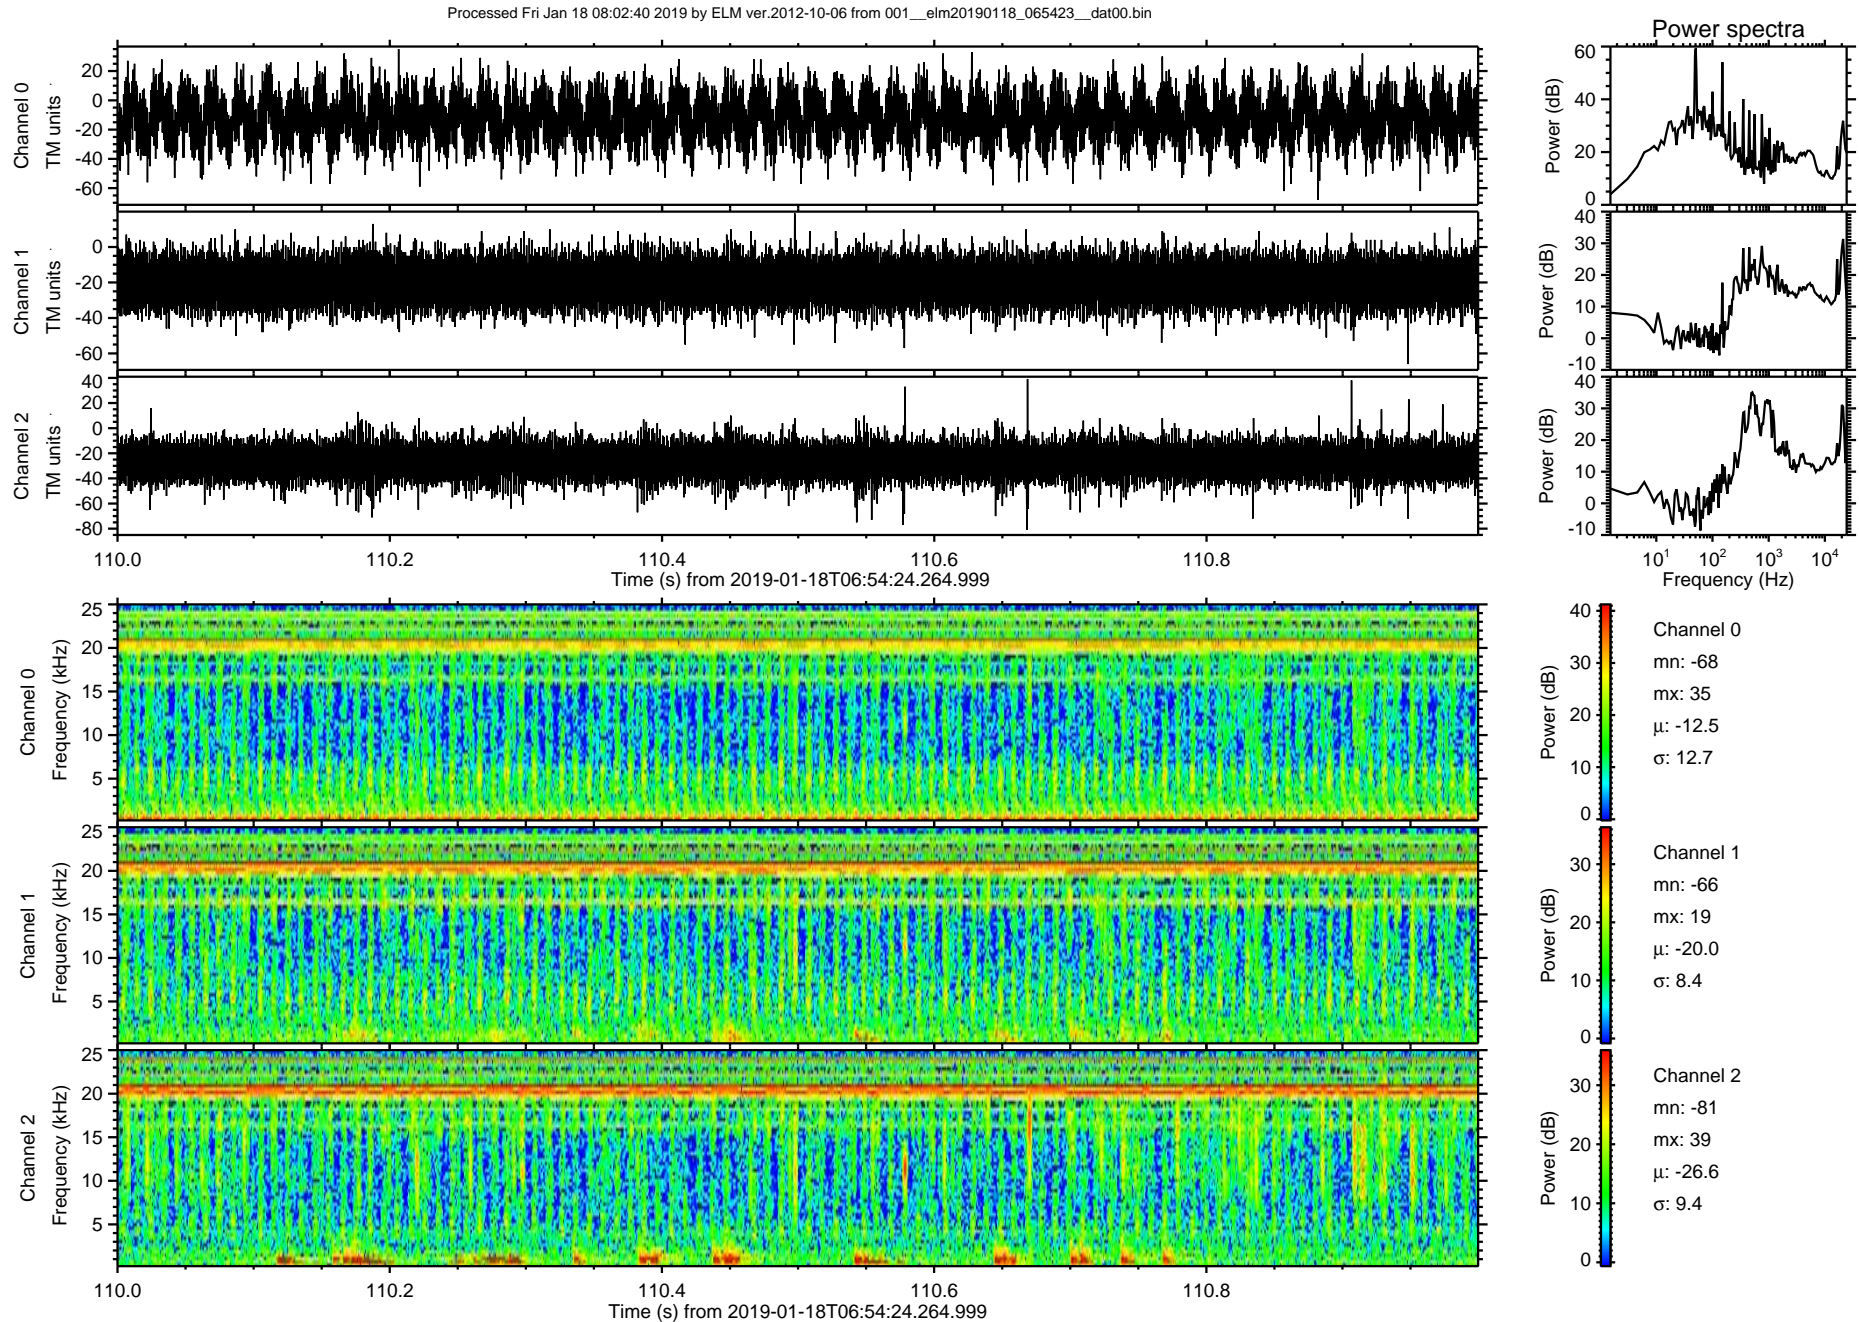 Processed Fri Jan 18 08:02:40 2019 by ELM ver.2012-10-06 from 001__elm20190118_065423__dat00.bin
Power spectra
Channel 0
TM units
20
0
-20
-40
-60
Power (dB)
60
40
20
0
Channel 1
TM units
0
-20
-40
-60
Power (dB)
40
30
20
10
0
-10
Channel 2
TM units
40
20
0
-20
-40
-60
-80
Power (dB)
40
30
20
10
0
-10
110.0 110.2 110.4 110.6 110.8
Time (s) from 2019-01-18T06:54:24.264.999
10^1 10^2 10^3 10^4
Frequency (Hz)
Channel 0
Frequency (kHz)
25
20
15
10
5
Power (dB)
40
30
20
10
0
Channel 0
mn: -68
mx: 35
μ: -12.5
σ: 12.7
Channel 1
Frequency (kHz)
25
20
15
10
5
Power (dB)
30
20
10
0
Channel 1
mn: -66
mx: 19
μ: -20.0
σ: 8.4
Channel 2
Frequency (kHz)
25
20
15
10
5
Power (dB)
30
20
10
0
Channel 2
mn: -81
mx: 39
μ: -26.6
σ: 9.4
110.0 110.2 110.4 110.6 110.8
Time (s) from 2019-01-18T06:54:24.264.999